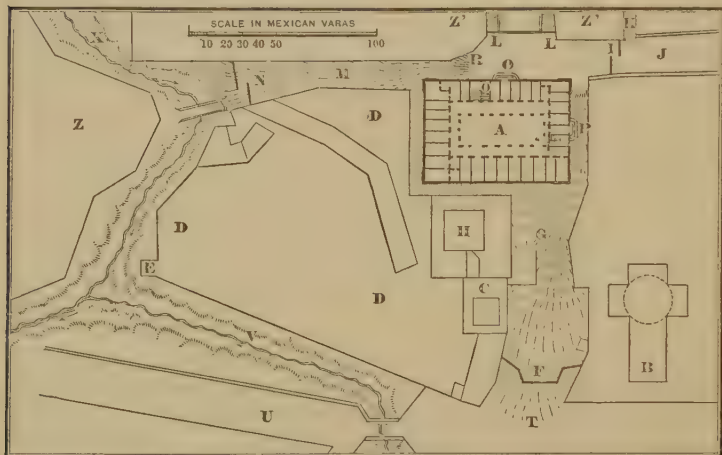 SCALE IN MEXICAN VARAS
10 20 30 40 50 100
Z' Z'
L L
X
N M R O I J
D O
Z A P
D H G
E D C
V F B
U T